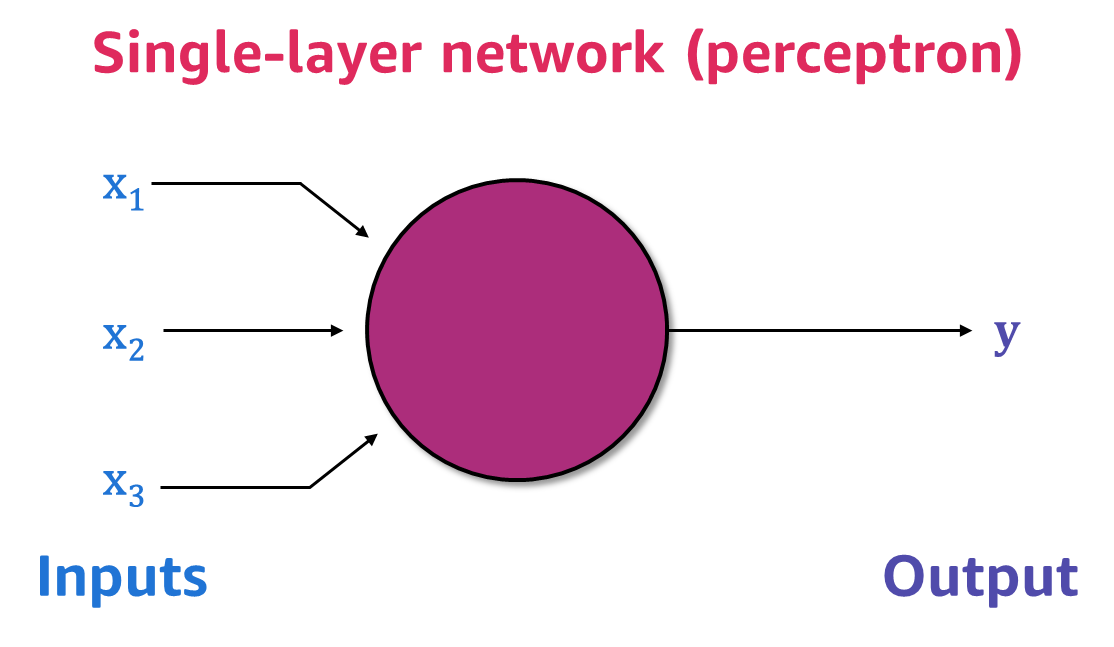 Single-layer network (perceptron)
x₁
x₂
y
x₃
Inputs
Output